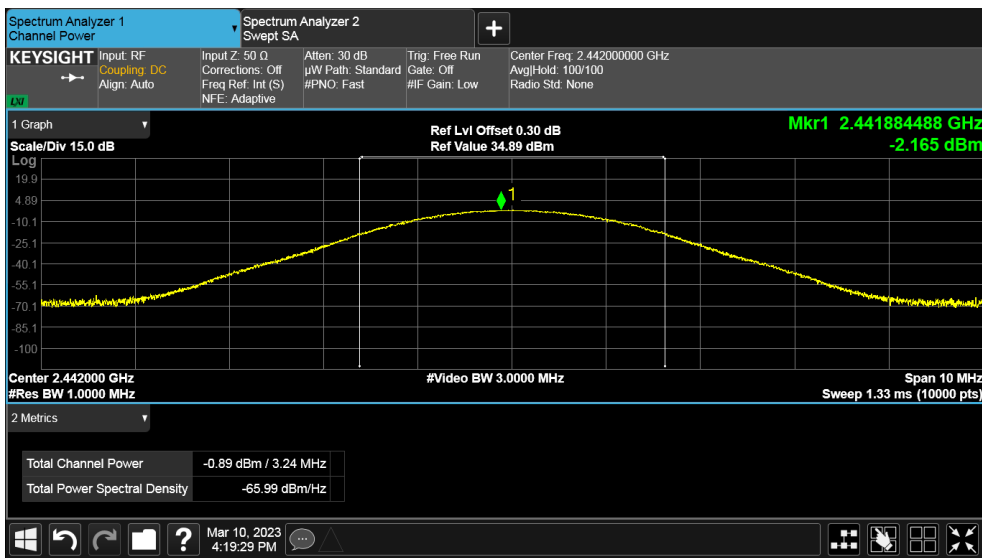 Spectrum Analyzer 1
Channel Power
Spectrum Analyzer 2
Swept SA
+
KEYSIGHT
Input: RF
Coupling: DC
Align: Auto
LXI
Input Z: 50 Ω
Corrections: Off
Freq Ref: Int (S)
NFE: Adaptive
Atten: 30 dB
µW Path: Standard
#PNO: Fast
Trig: Free Run
Gate: Off
#IF Gain: Low
Center Freq: 2.442000000 GHz
Avg|Hold: 100/100
Radio Std: None
1 Graph
Scale/Div 15.0 dB
Ref Lvl Offset 0.30 dB
Ref Value 34.89 dBm
Mkr1 2.441884488 GHz
-2.165 dBm
Log
19.9
4.89
-10.1
-25.1
-40.1
-55.1
-70.1
-85.1
-100
1
Center 2.442000 GHz
#Video BW 3.0000 MHz
Span 10 MHz
#Res BW 1.0000 MHz
Sweep 1.33 ms (10000 pts)
2 Metrics
Total Channel Power -0.89 dBm / 3.24 MHz
Total Power Spectral Density -65.99 dBm/Hz
?
Mar 10, 2023
4:19:29 PM